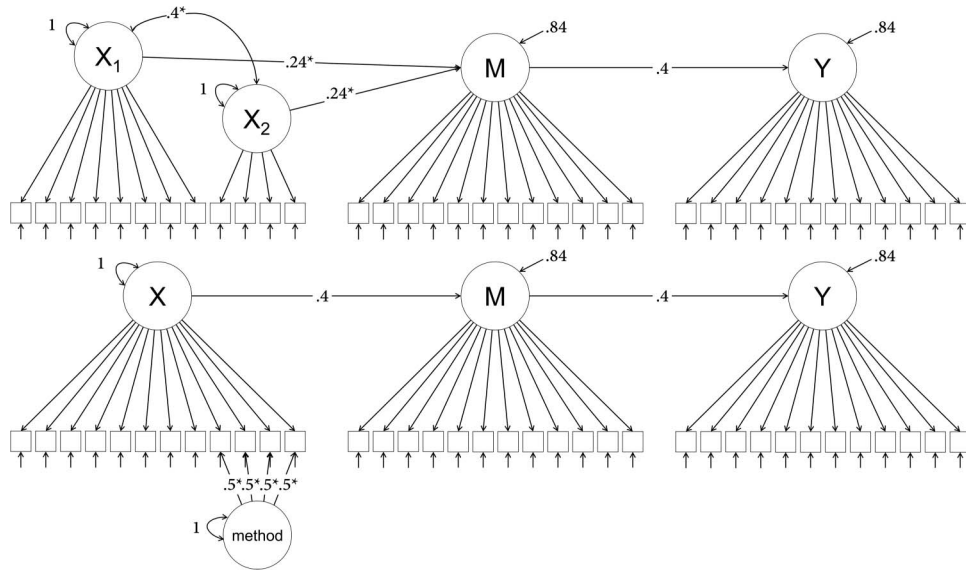 1 .4* .84 .84
X1 .24* M .4 Y
1 .24*
X2
1 .84 .84
X .4 M .4 Y
.5* .5* .5* .5*
1 method